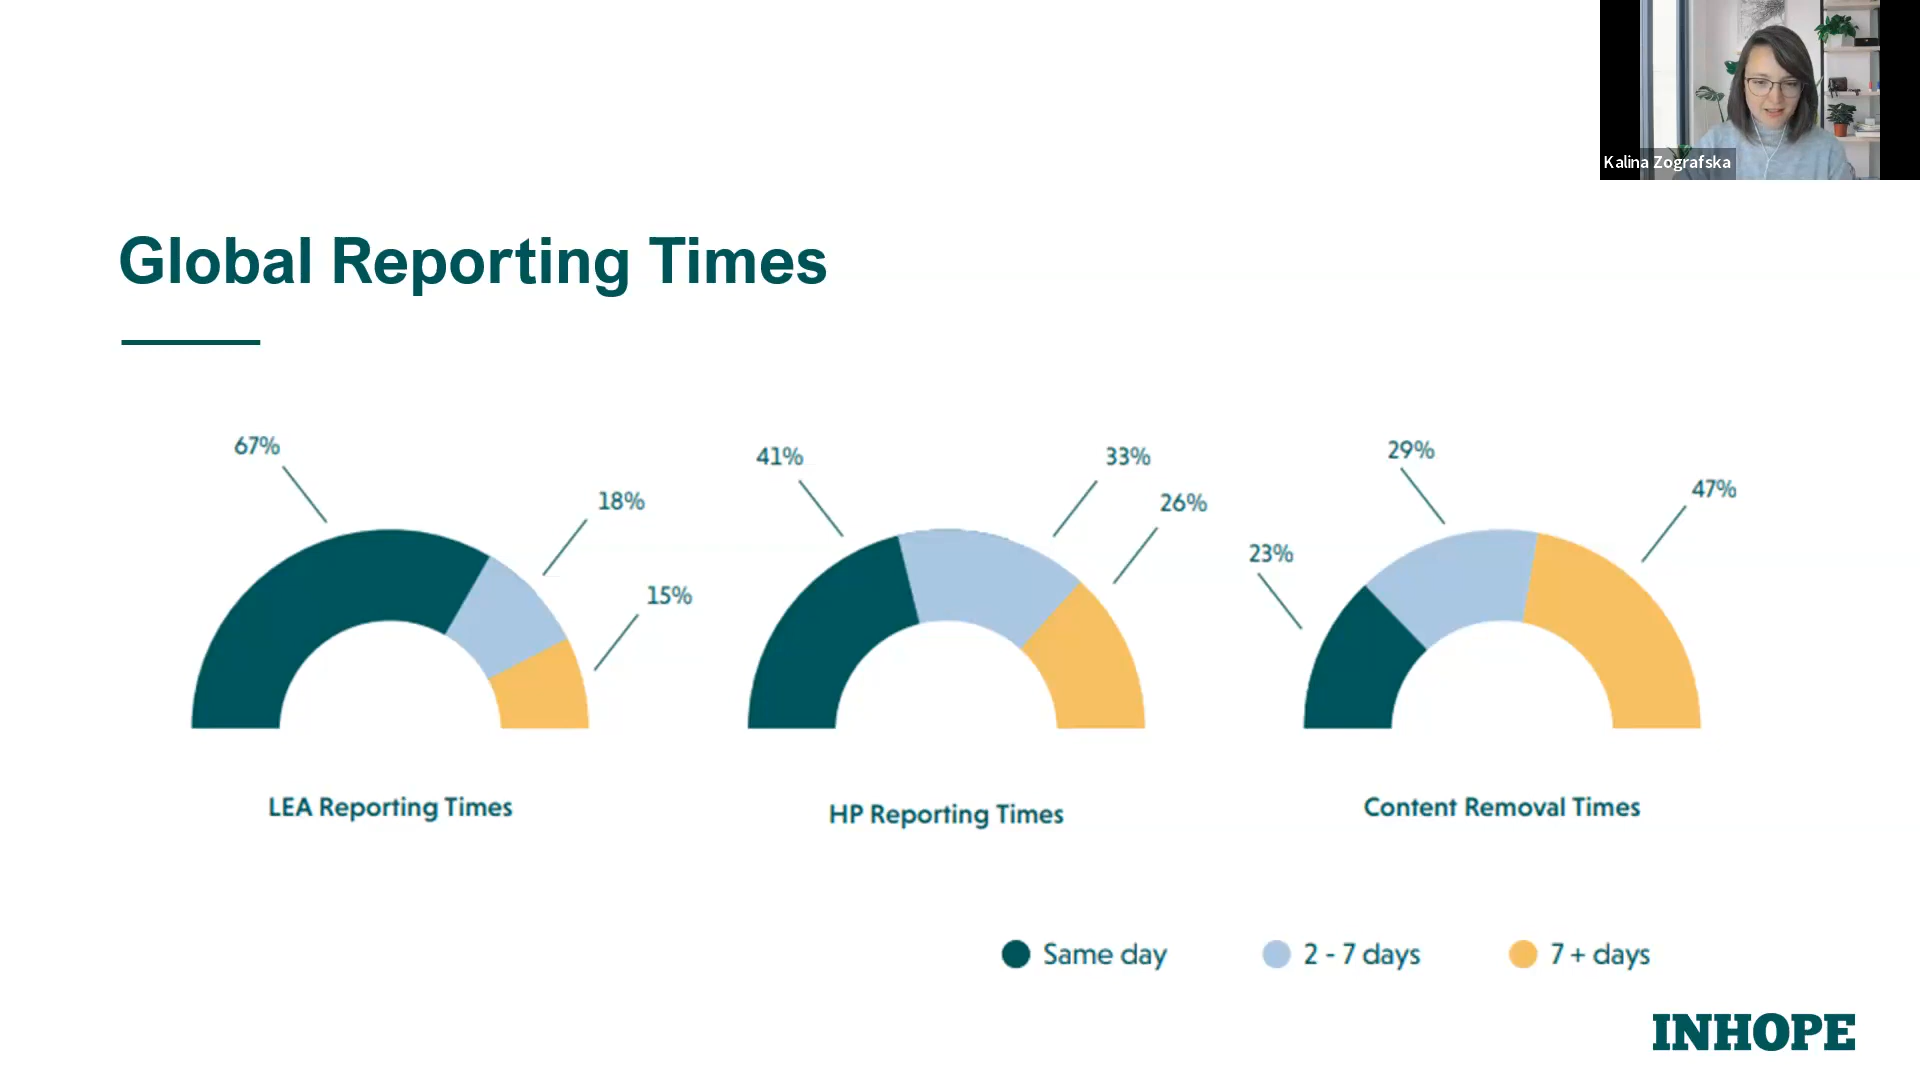 Kalina Zografska
Global Reporting Times
67%
18%
15%
LEA Reporting Times
41%
33%
26%
HP Reporting Times
23%
29%
47%
Content Removal Times
Same day
2 - 7 days
7 + days
INHOPE